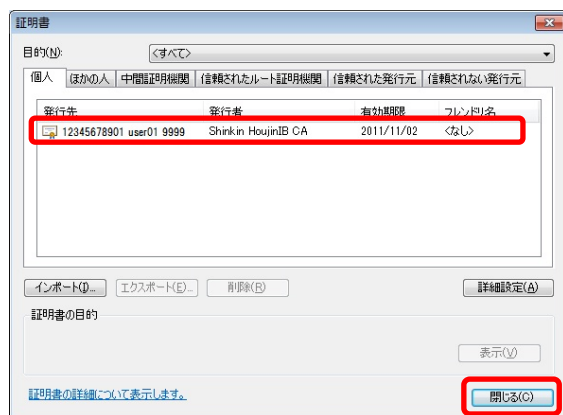 証明書
目的(N): <すべて>
個人 ほかの人 中間証明機関 信頼されたルート証明機関 信頼された発行元 信頼されない発行元
発行先 発行者 有効期限 フレンドリ名
12345678901 user01 9999 Shinkin HoujinIB CA 2011/11/02 <なし>
インポート(I)... エクスポート(E)... 削除(R) 詳細設定(A)
証明書の目的
表示(V)
証明書の詳細について表示します。 閉じる(C)